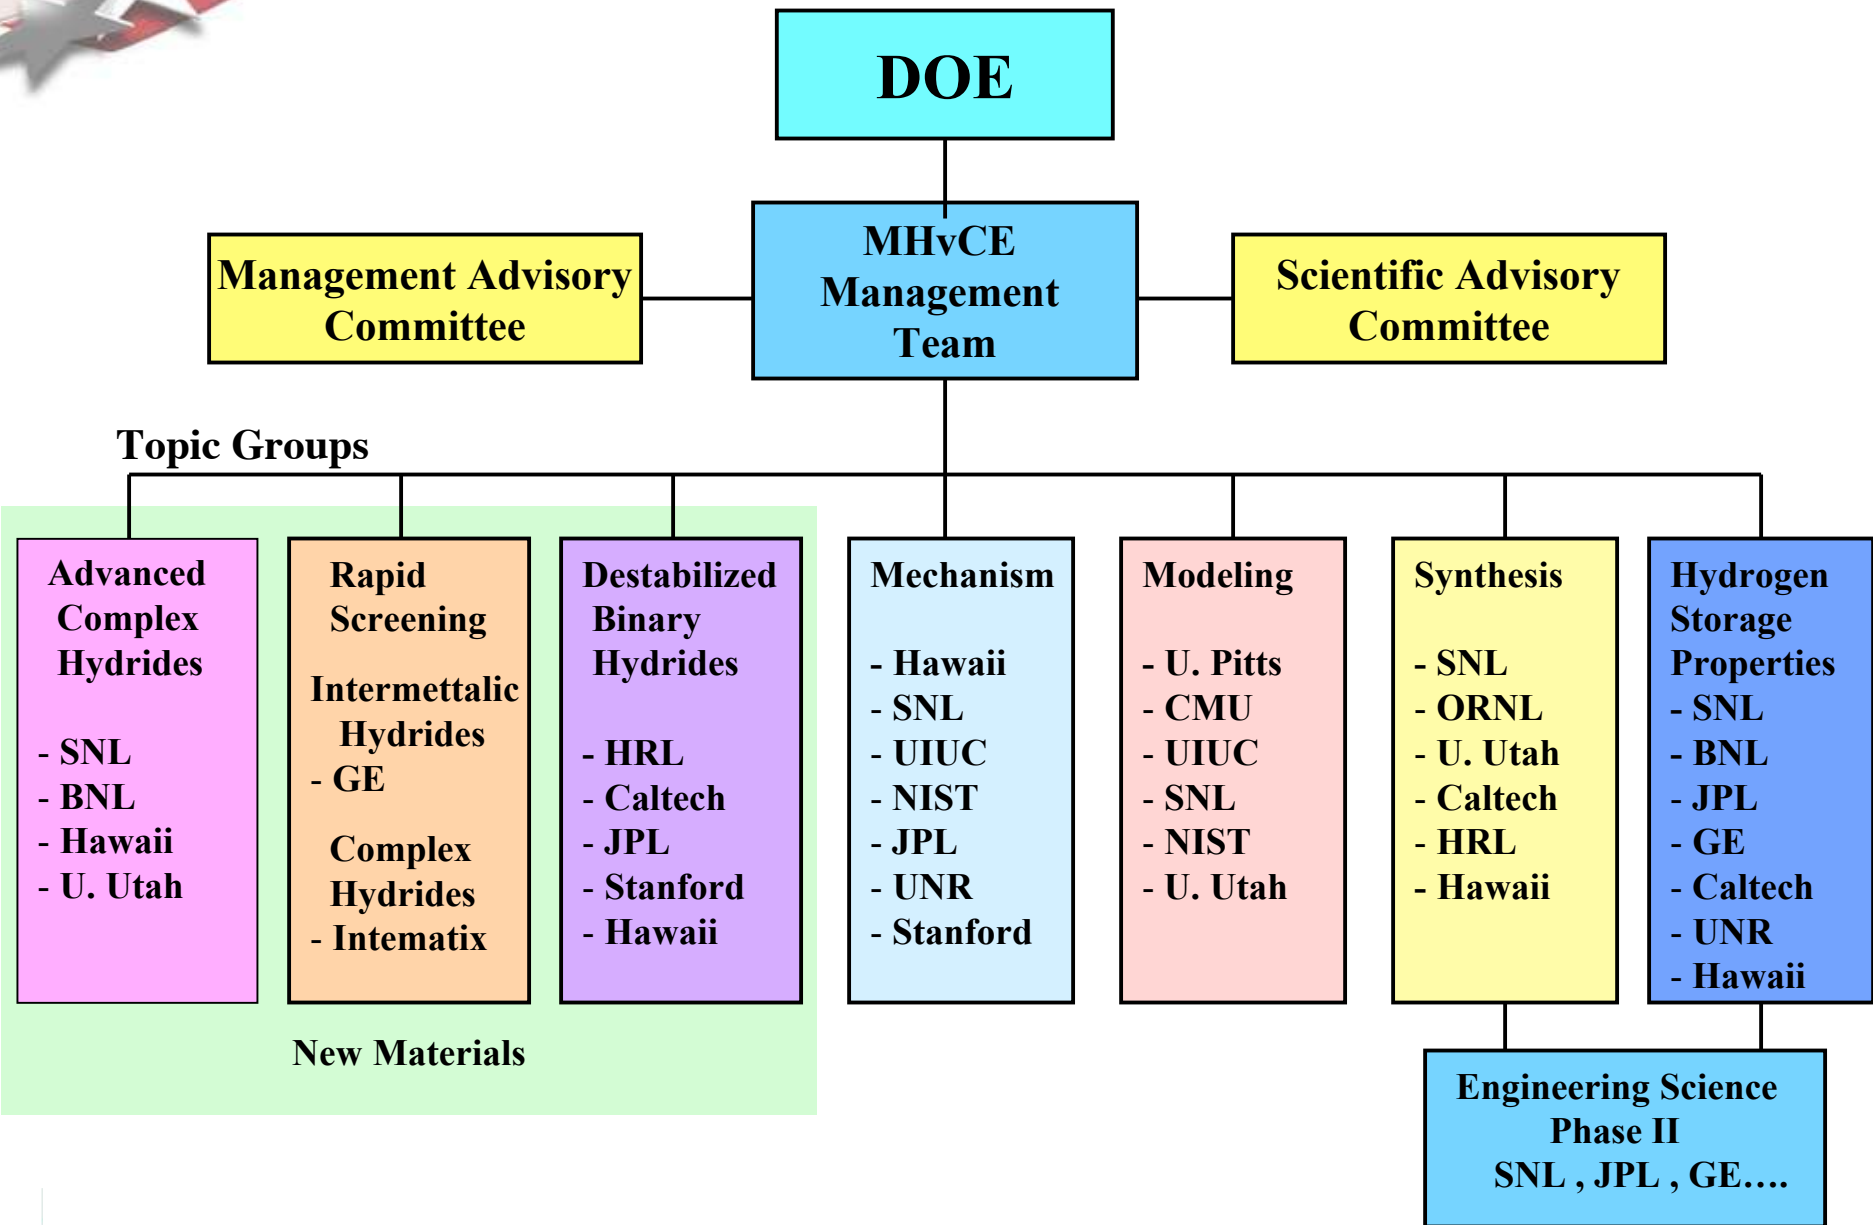 DOE
MHvCE
Management
Team
Management Advisory
Committee
Scientific Advisory
Committee
Topic Groups
Advanced
Complex
Hydrides
- SNL
- BNL
- Hawaii
- U. Utah
Rapid
Screening
Intermettalic
Hydrides
- GE
Complex
Hydrides
- Intematix
Destabilized
Binary
Hydrides
- HRL
- Caltech
- JPL
- Stanford
- Hawaii
New Materials
Mechanism
- Hawaii
- SNL
- UIUC
- NIST
- JPL
- UNR
- Stanford
Modeling
- U. Pitts
- CMU
- UIUC
- SNL
- NIST
- U. Utah
Synthesis
- SNL
- ORNL
- U. Utah
- Caltech
- HRL
- Hawaii
Hydrogen
Storage
Properties
- SNL
- BNL
- JPL
- GE
- Caltech
- UNR
- Hawaii
Engineering Science
Phase II
SNL , JPL , GE….